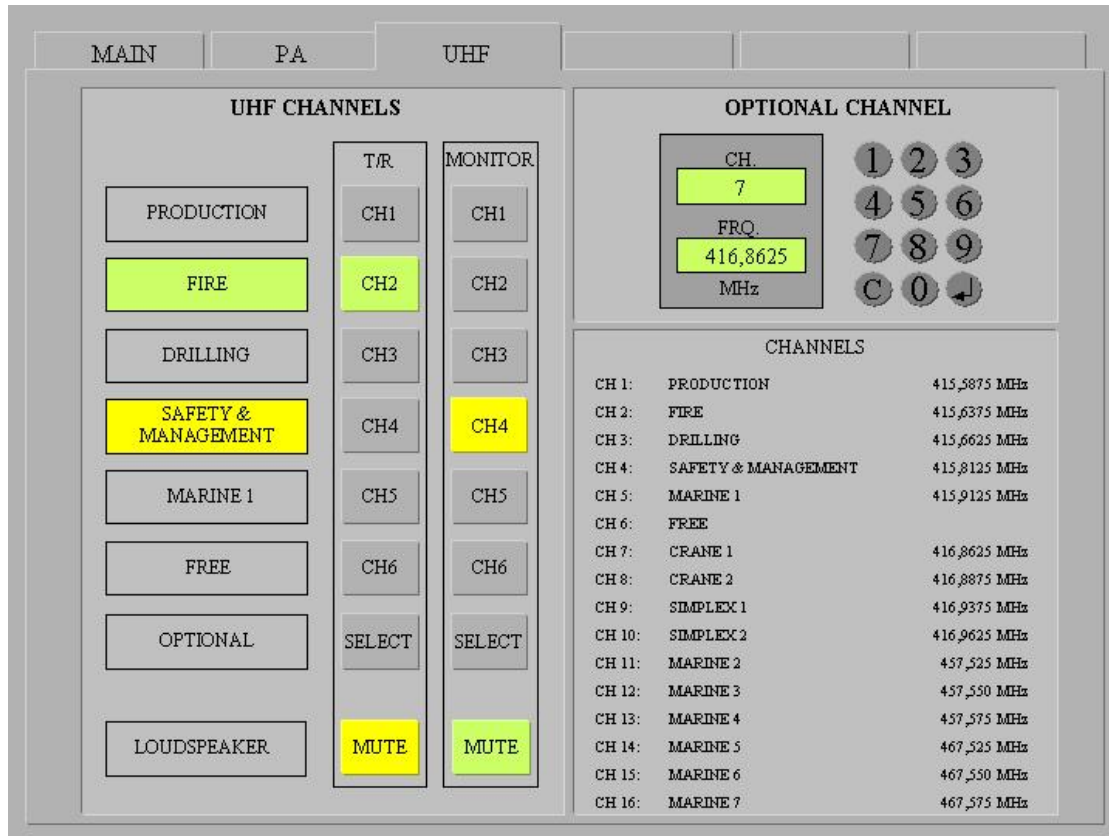 MAIN PA UHF
UHF CHANNELS
T/R MONITOR
PRODUCTION CH1 CH1
FIRE CH2 CH2
DRILLING CH3 CH3
SAFETY &
MANAGEMENT CH4 CH4
MARINE 1 CH5 CH5
FREE CH6 CH6
OPTIONAL SELECT SELECT
LOUDSPEAKER MUTE MUTE
OPTIONAL CHANNEL
CH.
7
FRQ.
416,8625
MHz
1 2 3
4 5 6
7 8 9
C 0
CHANNELS
CH 1: PRODUCTION 415,5875 MHz
CH 2: FIRE 415,6375 MHz
CH 3: DRILLING 415,6625 MHz
CH 4: SAFETY & MANAGEMENT 415,8125 MHz
CH 5: MARINE 1 415,9125 MHz
CH 6: FREE
CH 7: CRANE 1 416,8625 MHz
CH 8: CRANE 2 416,8875 MHz
CH 9: SIMPLEX 1 416,9375 MHz
CH 10: SIMPLEX 2 416,9625 MHz
CH 11: MARINE 2 457,525 MHz
CH 12: MARINE 3 457,550 MHz
CH 13: MARINE 4 457,575 MHz
CH 14: MARINE 5 467,525 MHz
CH 15: MARINE 6 467,550 MHz
CH 16: MARINE 7 467,575 MHz